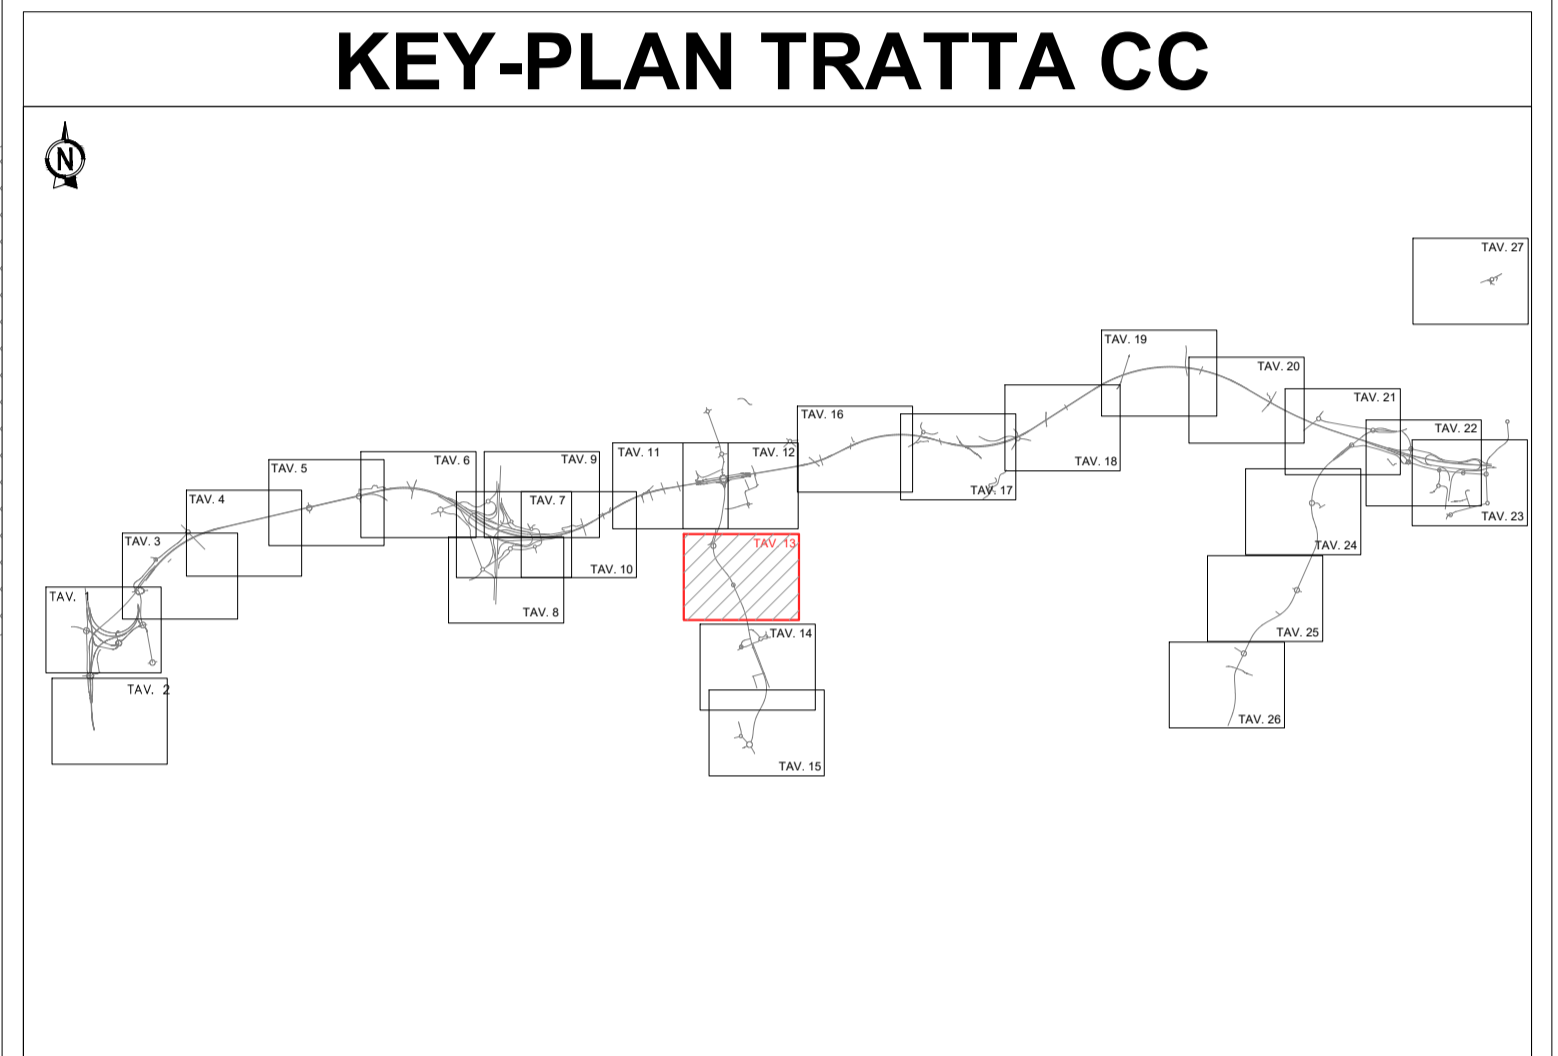 KEY-PLAN TRATTA CC
N
TAV. 27
TAV. 19
TAV. 20
TAV. 21
TAV. 16
TAV. 22
TAV. 11
TAV. 12
TAV. 6
TAV. 9
TAV. 18
TAV. 5
TAV. 17
TAV. 4
TAV. 7
TAV. 23
TAV. 3
TAV. 13
TAV. 24
TAV. 10
TAV. 1
TAV. 8
TAV. 14
TAV. 25
TAV. 2
TAV. 26
TAV. 15